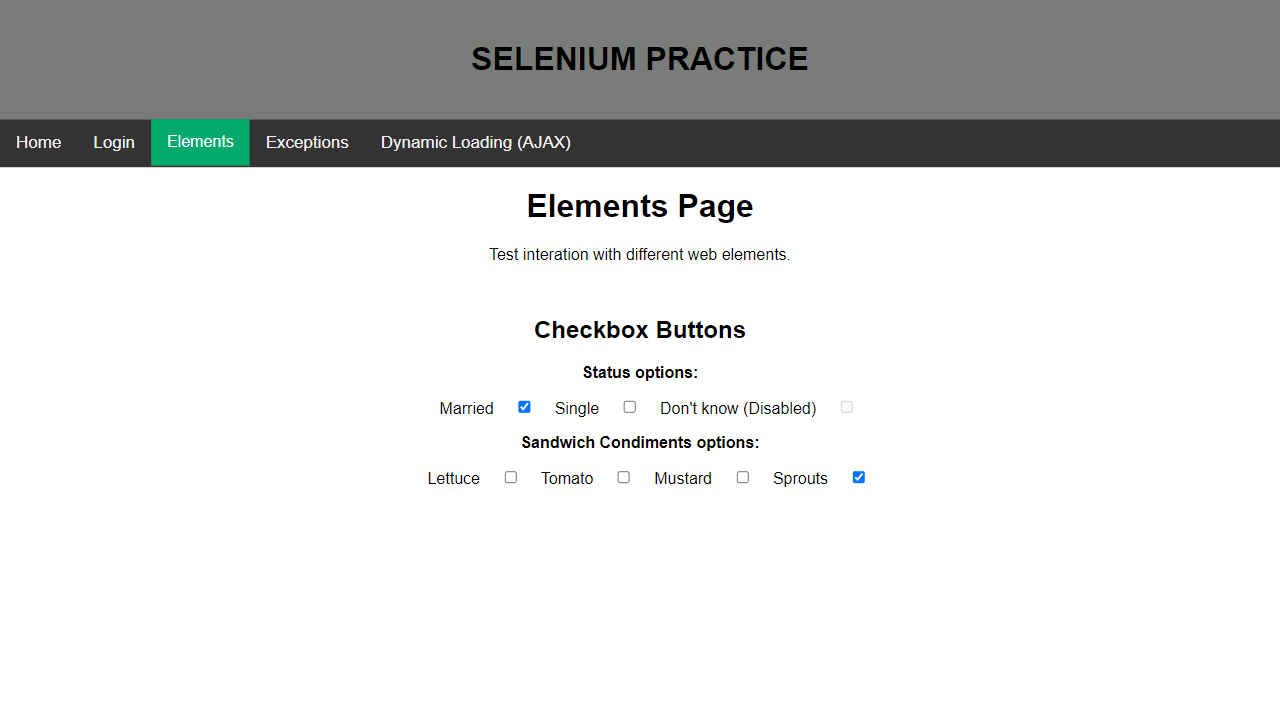 SELENIUM PRACTICE
Home Login Elements Exceptions Dynamic Loading (AJAX)
Elements Page
Test interation with different web elements.
Checkbox Buttons
Status options:
Married Single Don't know (Disabled)
Sandwich Condiments options:
Lettuce Tomato Mustard Sprouts